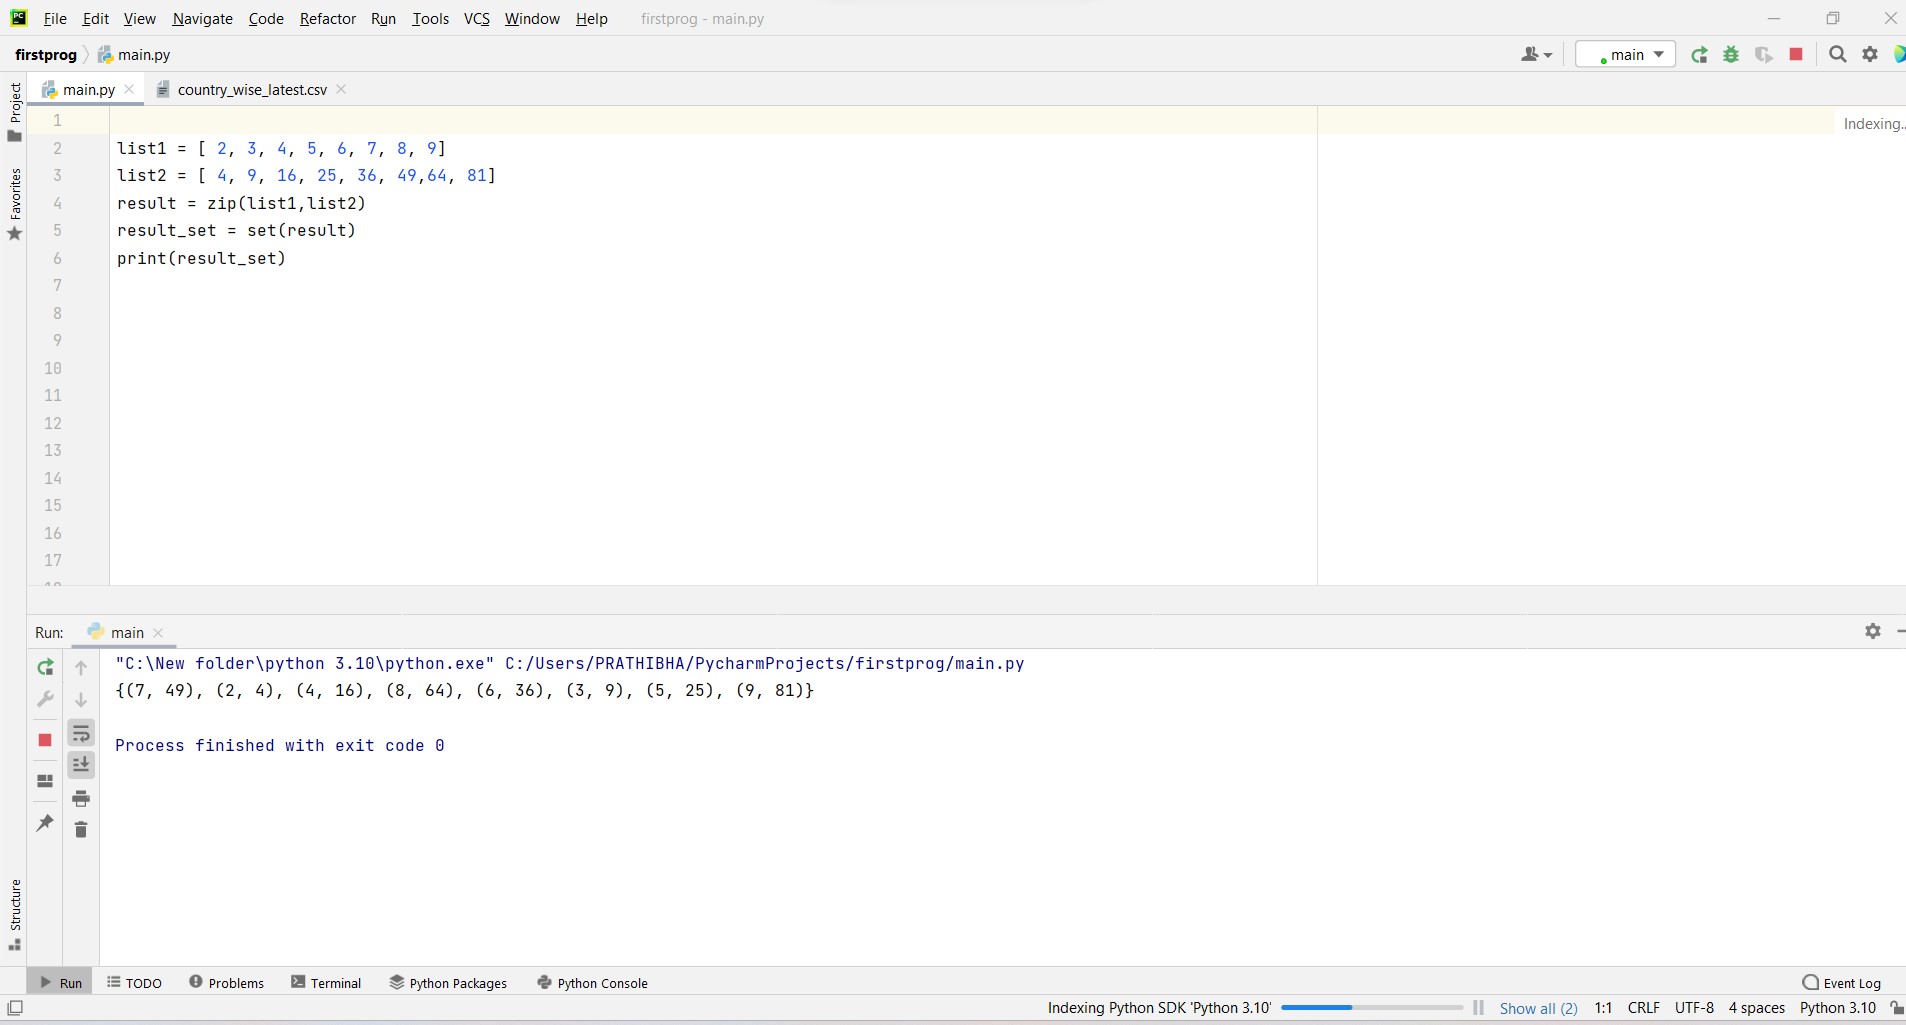 PC File Edit View Navigate Code Refactor Run Tools VCS Window Help firstprog - main.py
firstprog main.py main
main.py country_wise_latest.csv
Project
Favorites
Structure
Indexing..
1
2 list1 = [ 2, 3, 4, 5, 6, 7, 8, 9]
3 list2 = [ 4, 9, 16, 25, 36, 49,64, 81]
4 result = zip(list1,list2)
5 result_set = set(result)
6 print(result_set)
7
8
9
10
11
12
13
14
15
16
17
Run: main
"C:\New folder\python 3.10\python.exe" C:/Users/PRATHIBHA/PycharmProjects/firstprog/main.py
{(7, 49), (2, 4), (4, 16), (8, 64), (6, 36), (3, 9), (5, 25), (9, 81)}
Process finished with exit code 0
Run TODO Problems Terminal Python Packages Python Console Event Log
Indexing Python SDK 'Python 3.10' Show all (2) 1:1 CRLF UTF-8 4 spaces Python 3.10